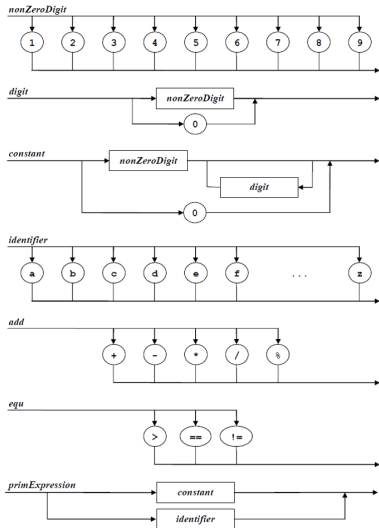 nonZeroDigit
1 2 3 4 5 6 7 8 9
digit
nonZeroDigit
0
constant
nonZeroDigit
digit
0
identifier
a b c d e f ... z
add
+ - * / %
equ
> == !=
primExpression
constant
identifier